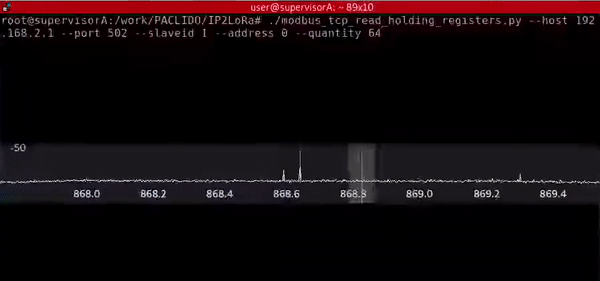 user@supervisorA: ~ 89x10
root@supervisorA:/work/PACLIDO/IP2LoRa# ./modbus_tcp_read_holding_registers.py --host 192
.168.2.1 --port 502 --slaveid 1 --address 0 --quantity 64
-50
868.0 868.2 868.4 868.6 868.8 869.0 869.2 869.4